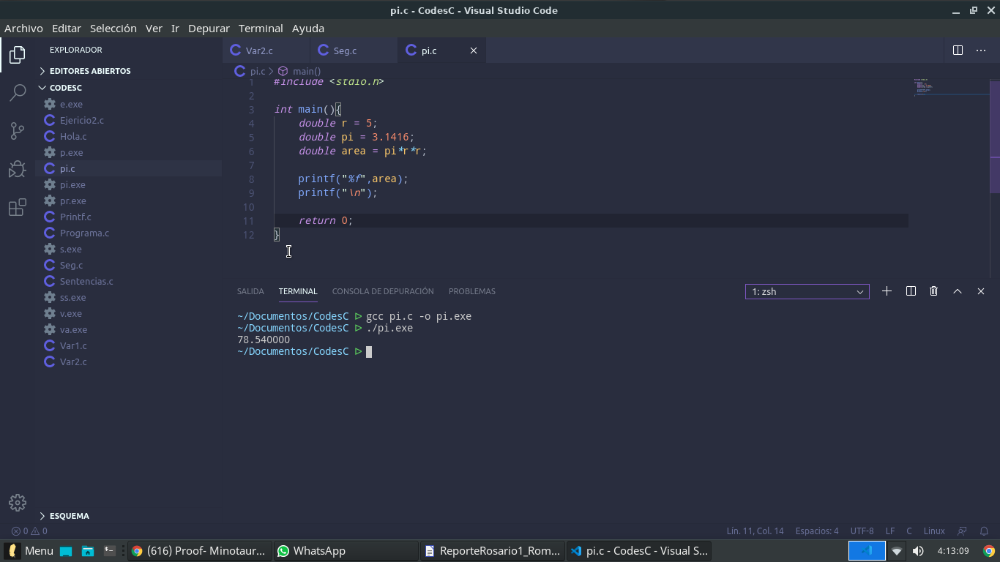 pi.c - CodesC - Visual Studio Code
Archivo Editar Selección Ver Ir Depurar Terminal Ayuda
EXPLORADOR
EDITORES ABIERTOS
CODESC
e.exe
Ejericio2.c
Hola.c
p.exe
pi.c
pi.exe
pr.exe
Printf.c
Programa.c
s.exe
Seg.c
Sentencias.c
ss.exe
v.exe
va.exe
Var1.c
Var2.c
ESQUEMA
Var2.c Seg.c pi.c
pi.c > main()
1 #include <stdio.h>
2
3 int main(){
4 double r = 5;
5 double pi = 3.1416;
6 double area = pi*r*r;
7
8 printf("%f",area);
9 printf("\n");
10
11 return 0;
12 }
SALIDA TERMINAL CONSOLA DE DEPURACIÓN PROBLEMAS
1: zsh
~/Documentos/CodesC ▷ gcc pi.c -o pi.exe
~/Documentos/CodesC ▷ ./pi.exe
78.540000
~/Documentos/CodesC ▷
0 0 Lín. 11, Col. 14 Espacios: 4 UTF-8 LF C Linux
Menu (616) Proof- Minotaur... WhatsApp ReporteRosario1_Rom... pi.c - CodesC - Visual S... 4:13:09